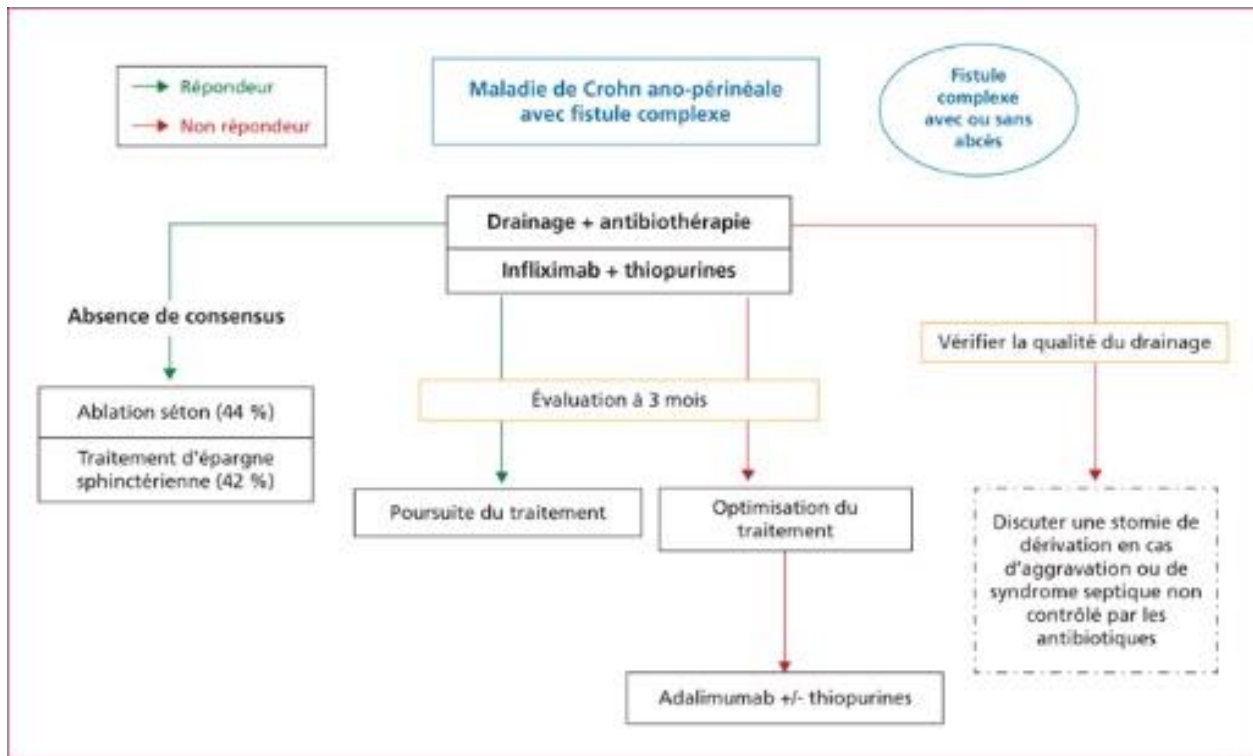 Répondeur
Non répondeur
Maladie de Crohn ano-périnéale
avec fistule complexe
Fistule
complexe
avec ou sans
abcès
Drainage + antibiothérapie
Infliximab + thiopurines
Absence de consensus
Vérifier la qualité du drainage
Ablation séton (44 %)
Traitement d'épargne
sphinctérienne (42 %)
Évaluation à 3 mois
Poursuite du traitement
Optimisation du
traitement
Discuter une stomie de
dérivation en cas
d'aggravation ou de
syndrome septique non
contrôlé par les
antibiotiques
Adalimumab +/- thiopurines